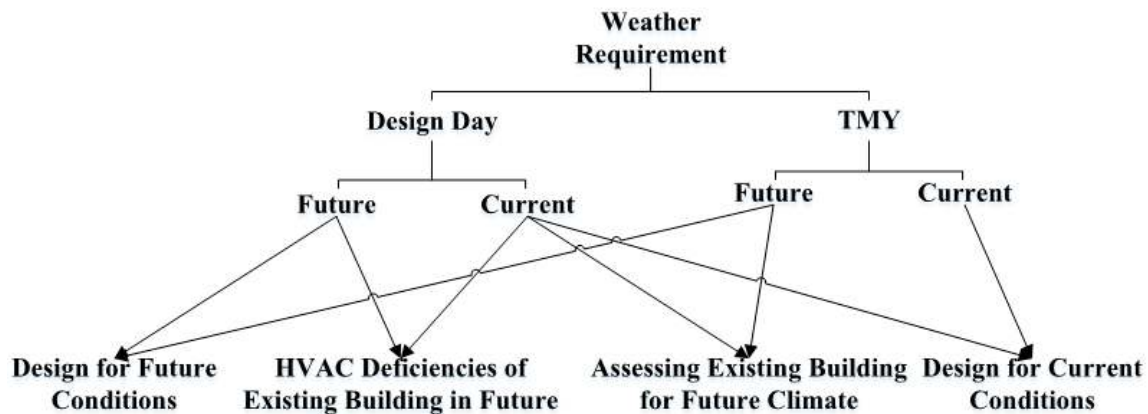 Weather
Requirement
Design Day
TMY
Future
Current
Future
Current
Design for Future
Conditions
HVAC Deficiencies of
Existing Building in Future
Assessing Existing Building
for Future Climate
Design for Current
Conditions